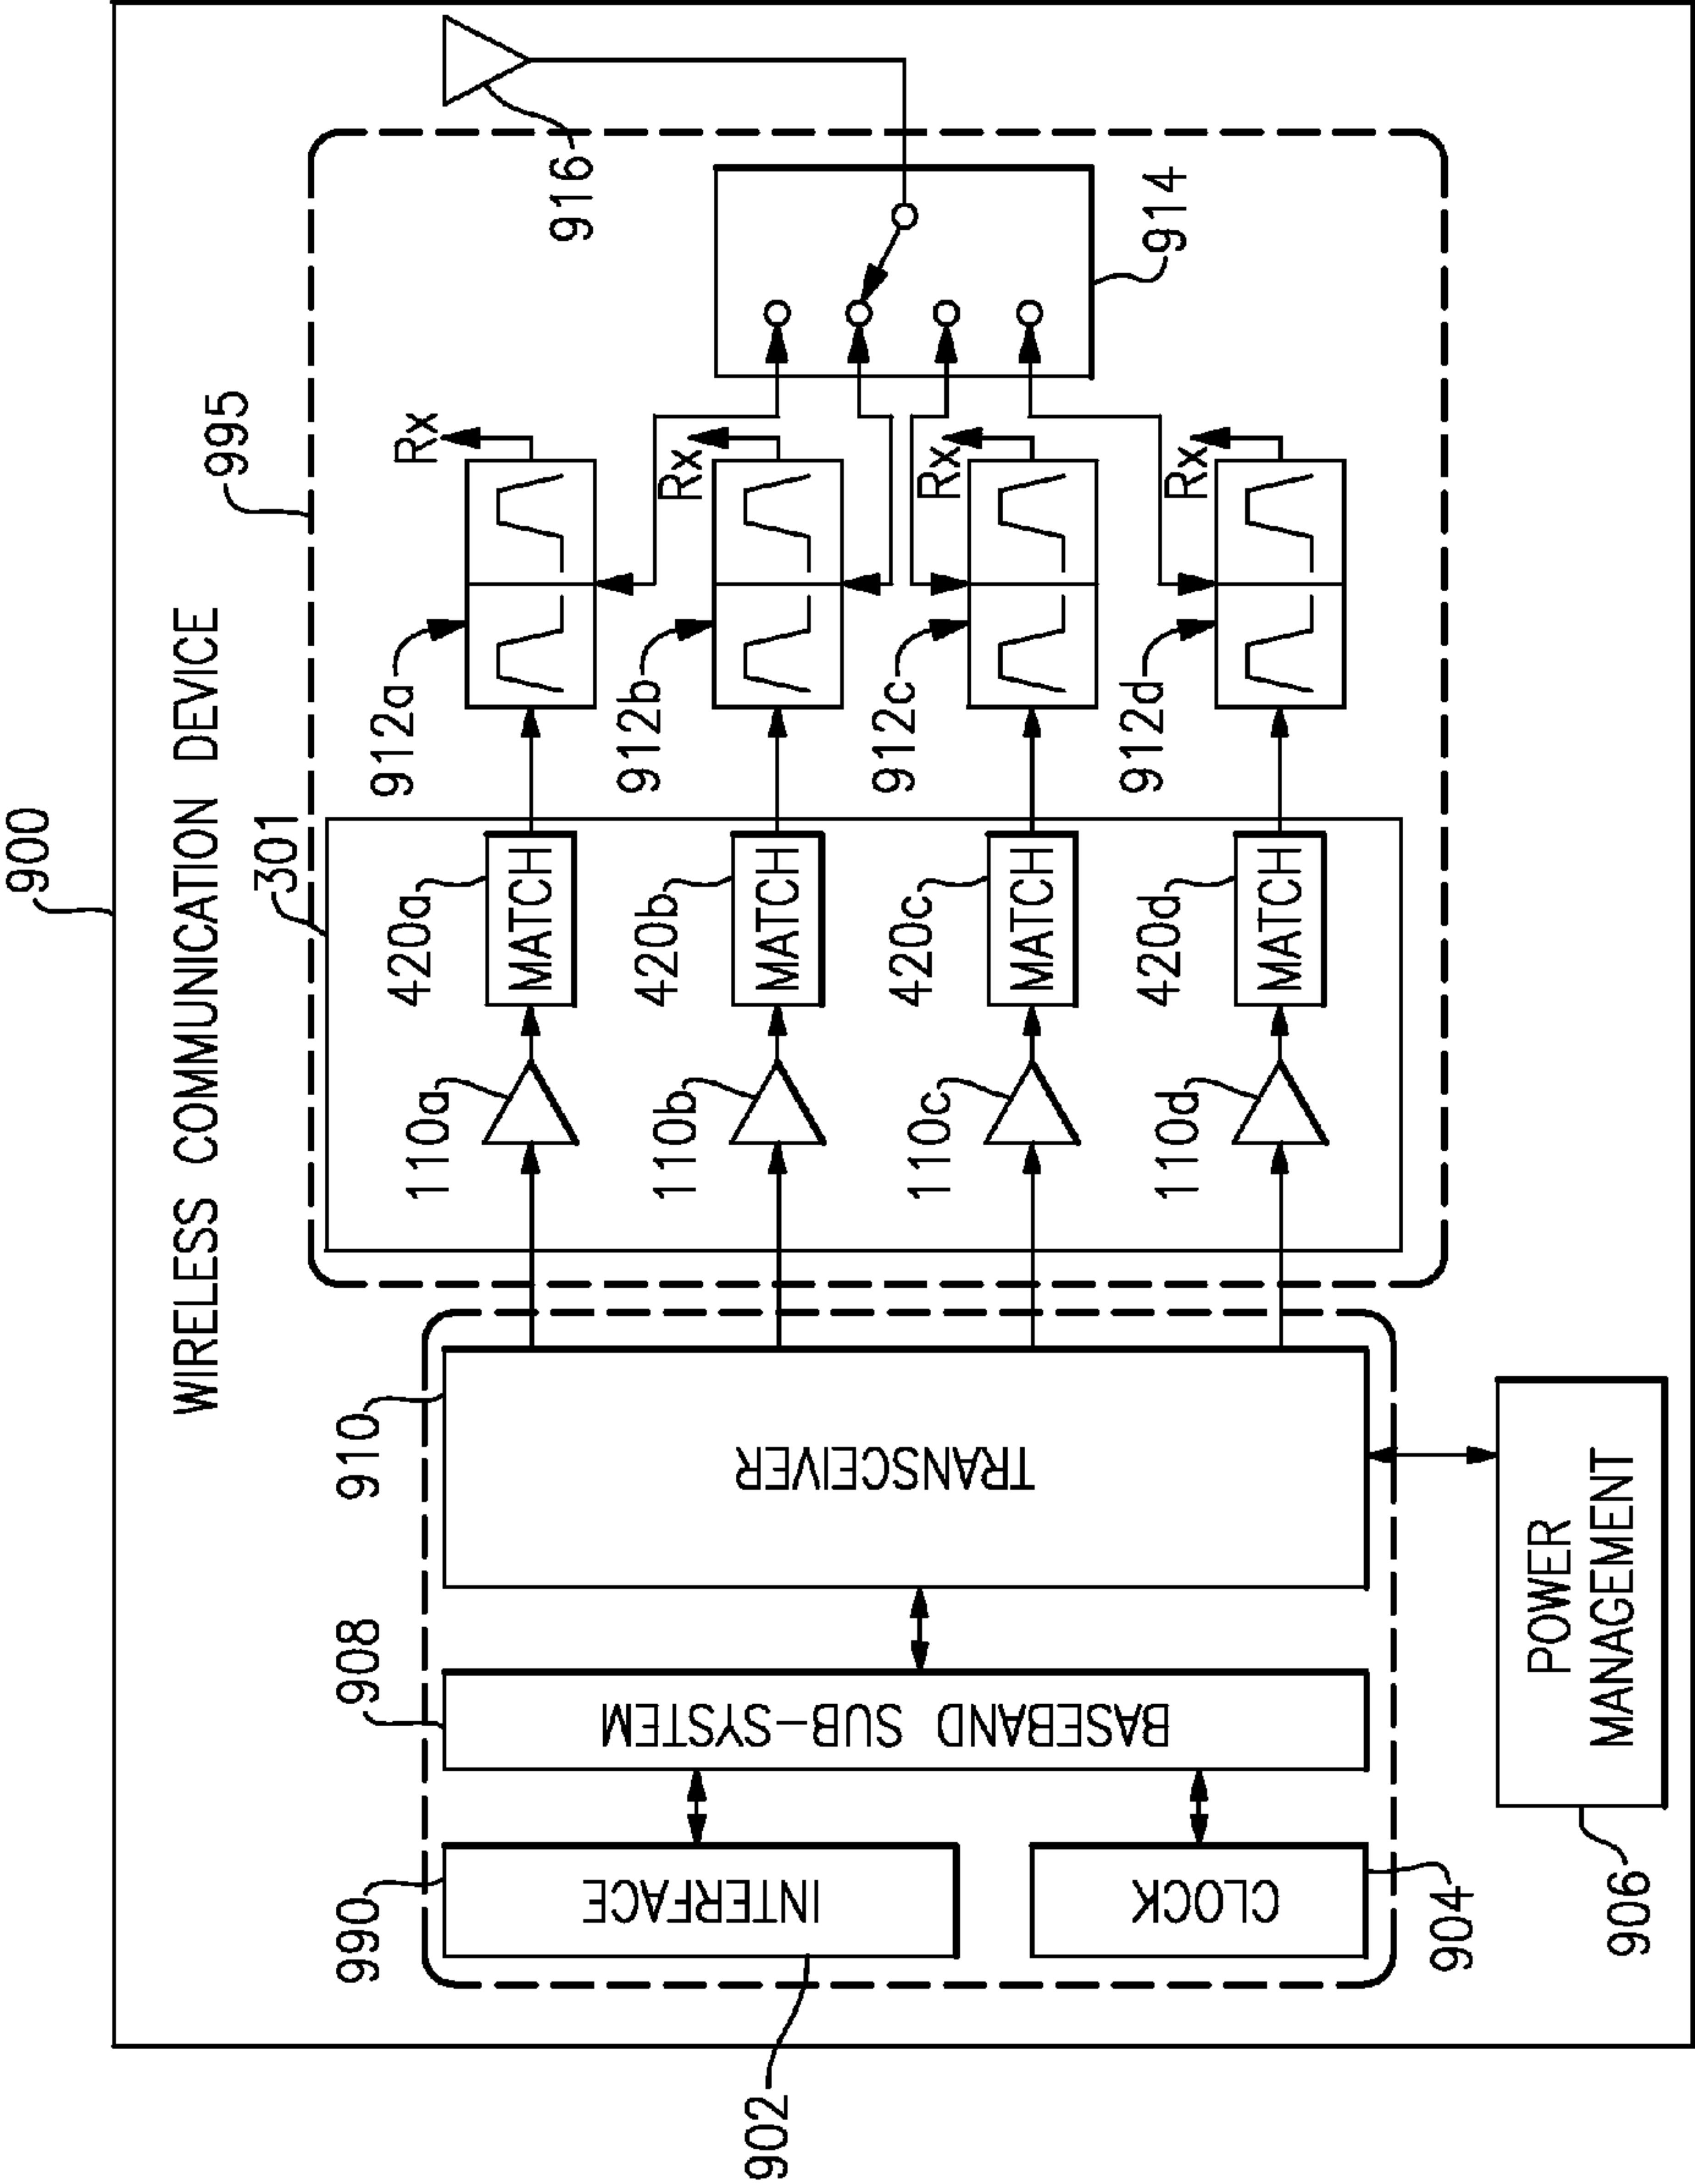 900
WIRELESS COMMUNICATION DEVICE
990
908
910
301
995
INTERFACE
BASEBAND SUB-SYSTEM
TRANSCEIVER
CLOCK
902
904
906
POWER
MANAGEMENT
110a
420a
MATCH
912a
Rx
110b
420b
MATCH
912b
Rx
110c
420c
MATCH
912c
Rx
110d
420d
MATCH
912d
Rx
916
914